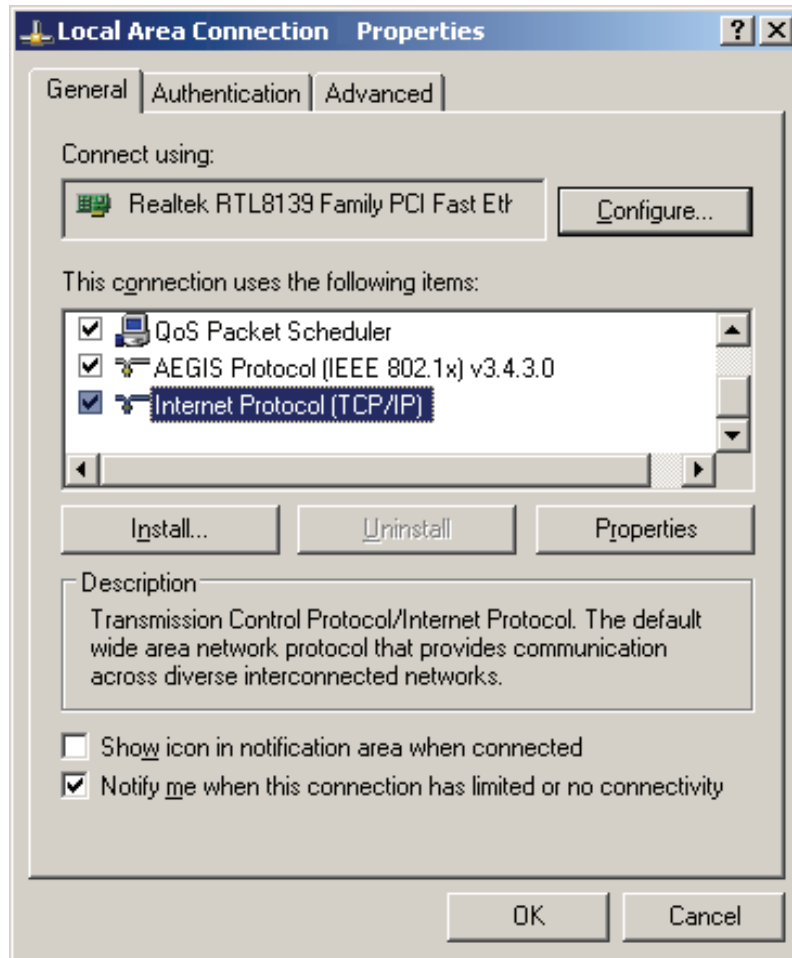 Local Area Connection Properties
General Authentication Advanced
Connect using:
Realtek RTL8139 Family PCI Fast Eth
Configure...
This connection uses the following items:
QoS Packet Scheduler
AEGIS Protocol (IEEE 802.1x) v3.4.3.0
Internet Protocol (TCP/IP)
Install... Uninstall Properties
Description
Transmission Control Protocol/Internet Protocol. The default
wide area network protocol that provides communication
across diverse interconnected networks.
Show icon in notification area when connected
Notify me when this connection has limited or no connectivity
OK Cancel